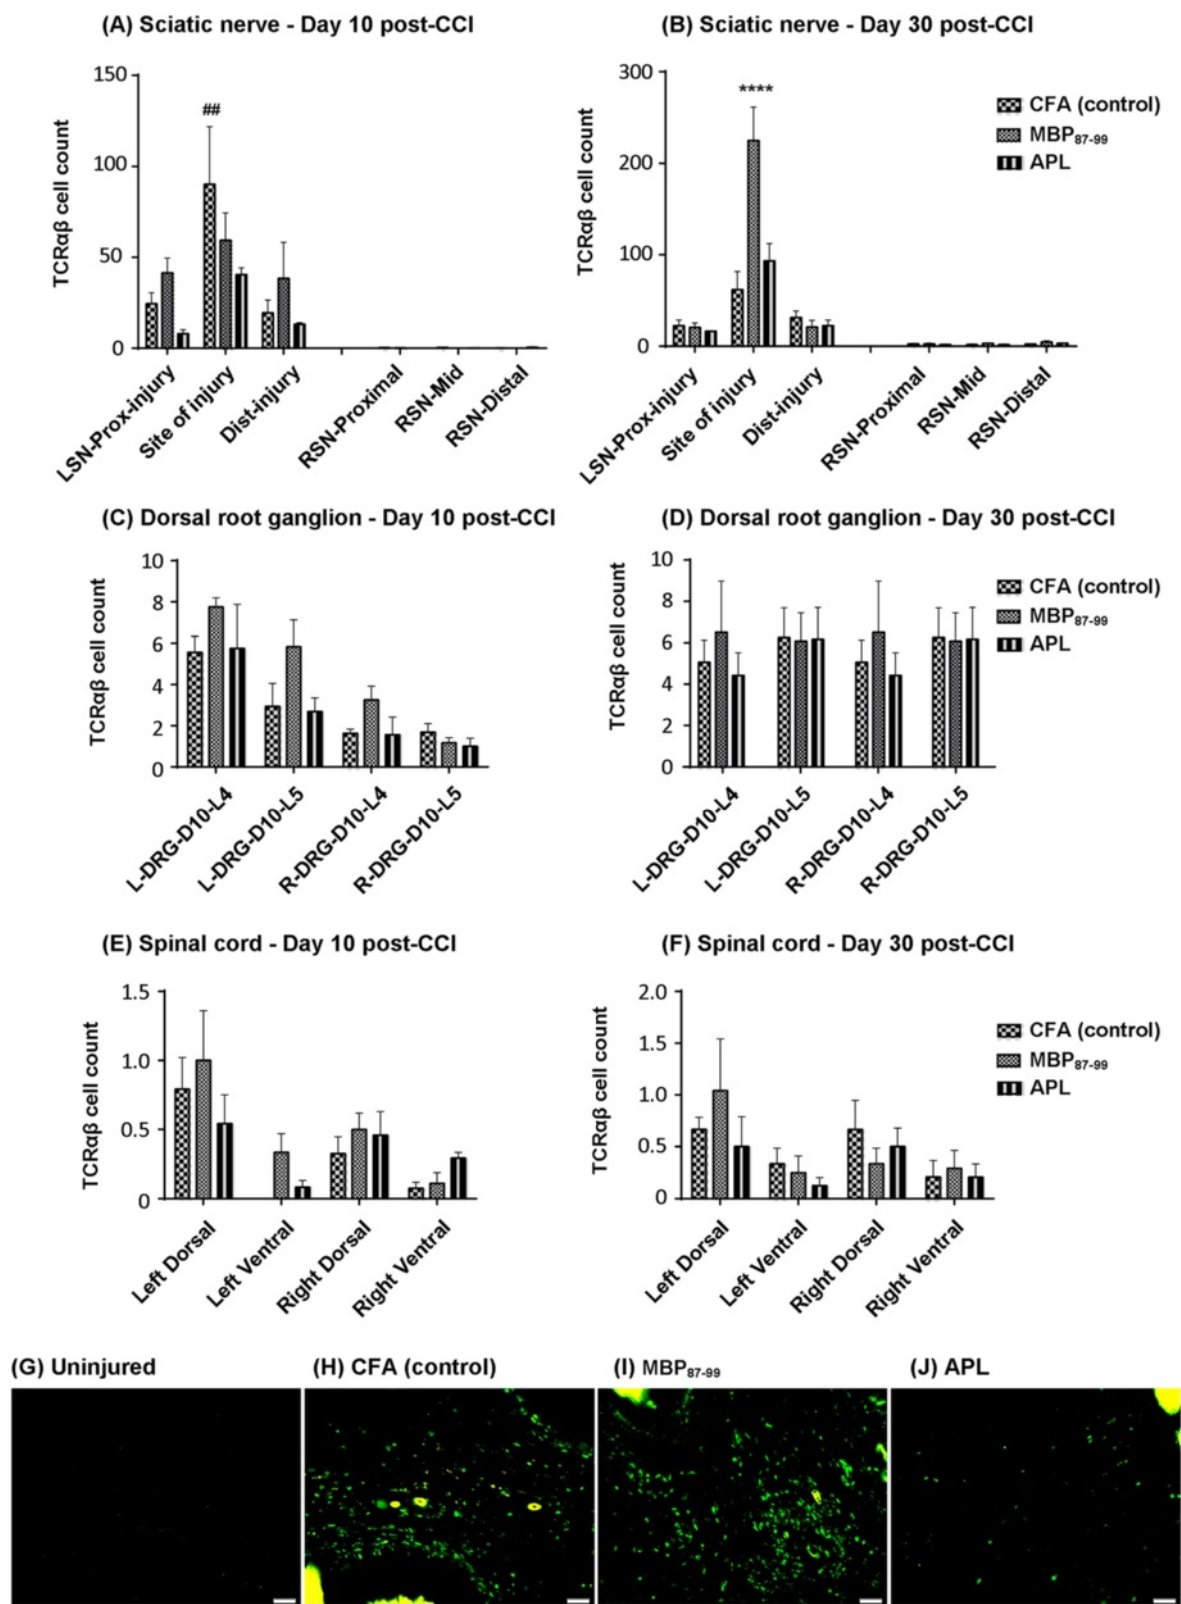 (A) Sciatic nerve - Day 10 post-CCI
TCRαβ cell count
150
100
50
0
##
LSN-Prox-injury
Site of injury
Dist-injury
RSN-Proximal
RSN-Mid
RSN-Distal
(B) Sciatic nerve - Day 30 post-CCI
TCRαβ cell count
300
200
100
0
****
LSN-Prox-injury
Site of injury
Dist-injury
RSN-Proximal
RSN-Mid
RSN-Distal
CFA (control)
MBP87-99
APL
(C) Dorsal root ganglion - Day 10 post-CCI
TCRαβ cell count
10
8
6
4
2
0
L-DRG-D10-L4
L-DRG-D10-L5
R-DRG-D10-L4
R-DRG-D10-L5
(D) Dorsal root ganglion - Day 30 post-CCI
TCRαβ cell count
10
8
6
4
2
0
L-DRG-D10-L4
L-DRG-D10-L5
R-DRG-D10-L4
R-DRG-D10-L5
CFA (control)
MBP87-99
APL
(E) Spinal cord - Day 10 post-CCI
TCRαβ cell count
1.5
1.0
0.5
0
Left Dorsal
Left Ventral
Right Dorsal
Right Ventral
(F) Spinal cord - Day 30 post-CCI
TCRαβ cell count
2.0
1.5
1.0
0.5
0
Left Dorsal
Left Ventral
Right Dorsal
Right Ventral
CFA (control)
MBP87-99
APL
(G) Uninjured
(H) CFA (control)
(I) MBP87-99
(J) APL